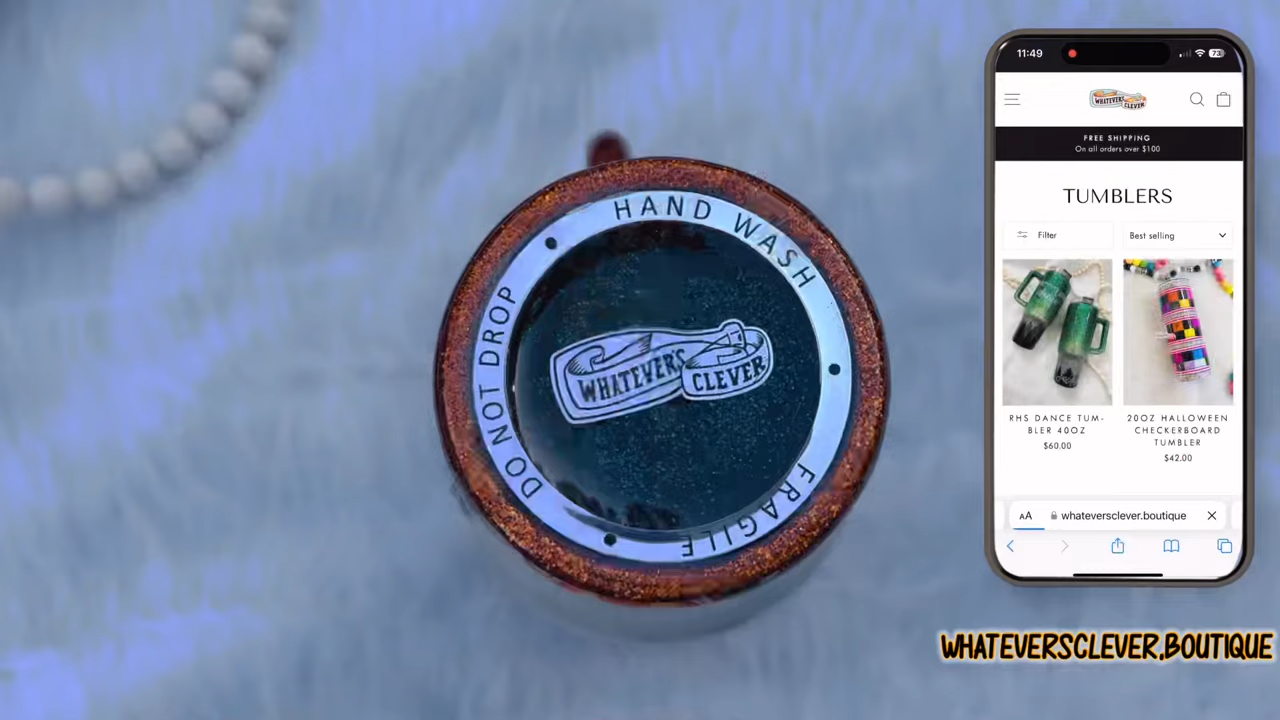 HAND WASH
DO NOT DROP
FRAGILE
WHATEVER'S
CLEVER
11:49
73
WHATEVERS
CLEVER
FREE SHIPPING
On all orders over $100
TUMBLERS
Filter
Best selling
RHS DANCE TUM-
BLER 40OZ
$60.00
20OZ HALLOWEEN
CHECKERBOARD
TUMBLER
$42.00
AA
whateversclever.boutique
WHATEVERSCLEVER.BOUTIQUE